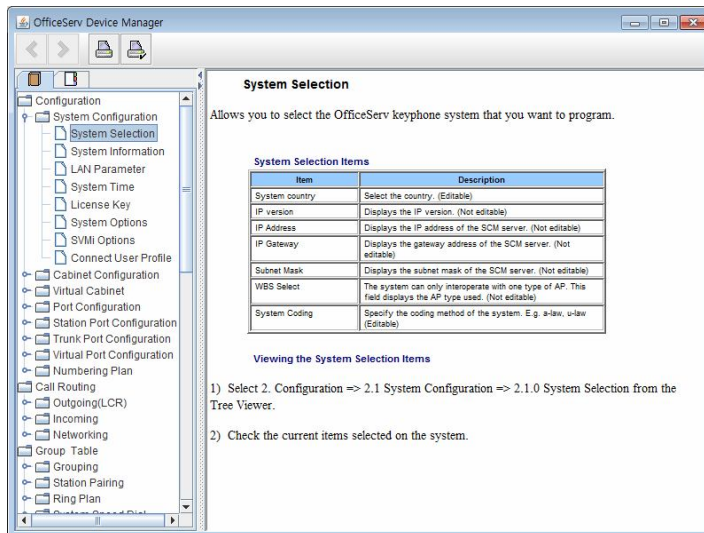 OfficeServ Device Manager
Configuration
System Configuration
System Selection
System Information
LAN Parameter
System Time
License Key
System Options
SVMi Options
Connect User Profile
Cabinet Configuration
Virtual Cabinet
Port Configuration
Station Port Configuration
Trunk Port Configuration
Virtual Port Configuration
Numbering Plan
Call Routing
Outgoing(LCR)
Incoming
Networking
Group Table
Grouping
Station Pairing
Ring Plan
System Speed Dial
System Selection
Allows you to select the OfficeServ keyphone system that you want to program.
System Selection Items
Item Description
System country Select the country. (Editable)
IP version Displays the IP version. (Not editable)
IP Address Displays the IP address of the SCM server. (Not editable)
IP Gateway Displays the gateway address of the SCM server. (Not
editable)
Subnet Mask Displays the subnet mask of the SCM server. (Not editable)
WBS Select The system can only interoperate with one type of AP. This
field displays the AP type used. (Not editable)
System Coding Specify the coding method of the system. E.g. a-law, u-law
(Editable)
Viewing the System Selection Items
1) Select 2. Configuration => 2.1 System Configuration => 2.1.0 System Selection from the
Tree Viewer.
2) Check the current items selected on the system.